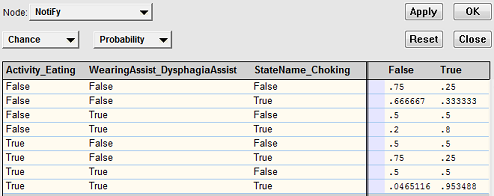 Node: NotiFy Apply OK
Chance Probability Reset Close
Activity_Eating WearingAssist_DysphagiaAssist StateName_Choking False True
False False False .75 .25
False False True .666667 .333333
False True False .5 .5
False True True .2 .8
True False False .5 .5
True False True .75 .25
True True False .5 .5
True True True .0465116 .953488